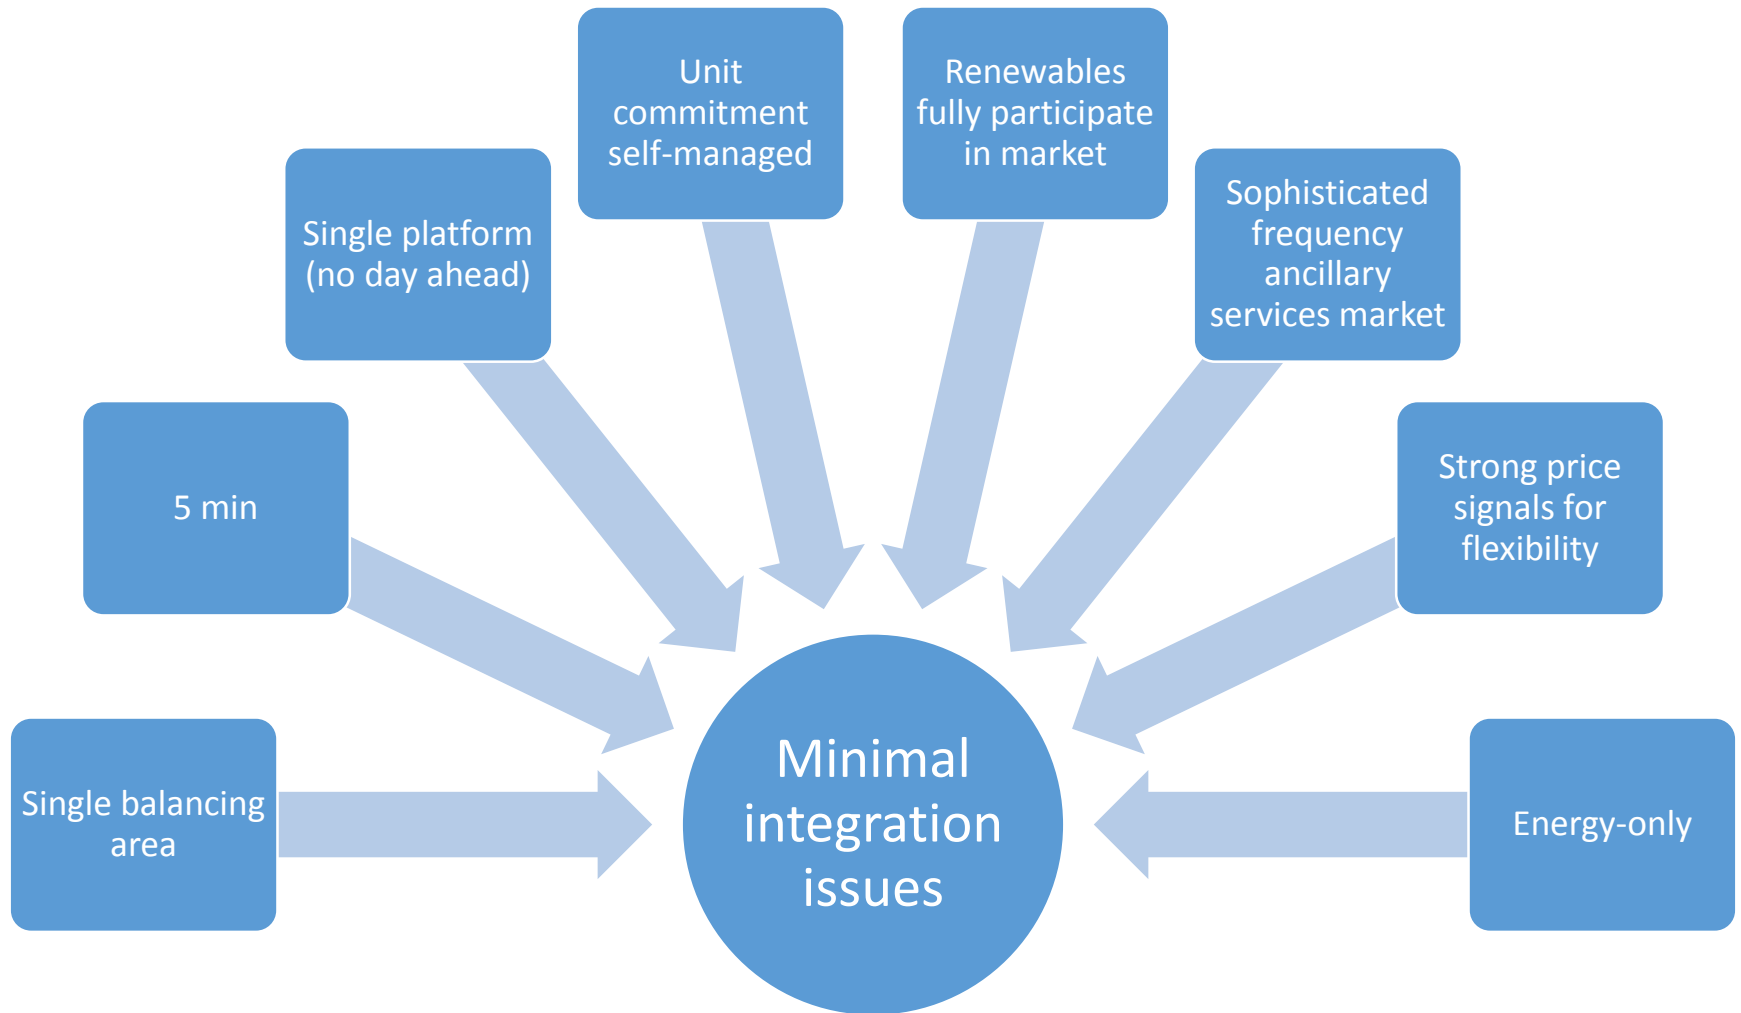 Single balancing
area
5 min
Single platform
(no day ahead)
Unit
commitment
self-managed
Renewables
fully participate
in market
Sophisticated
frequency
ancillary
services market
Strong price
signals for
flexibility
Energy-only
Minimal
integration
issues